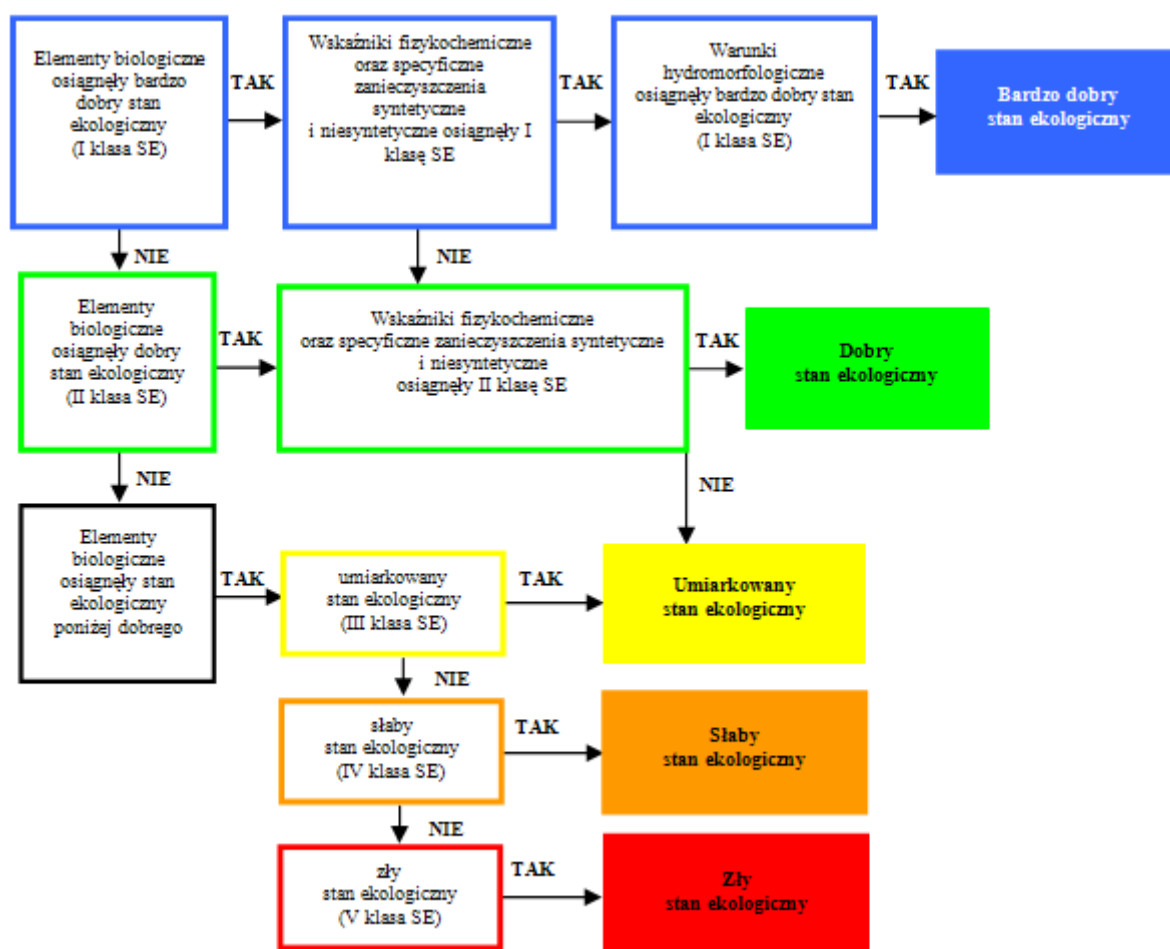 Elementy biologiczne
osiągnęły bardzo
dobry stan
ekologiczny
(I klasa SE)
TAK
Wskaźniki fizykochemiczne
oraz specyficzne
zanieczyszczenia
syntetyczne
i niesyntetyczne osiągnęły I
klasę SE
TAK
Warunki
hydromorfologiczne
osiągnęły bardzo dobry stan
ekologiczny
(I klasa SE)
TAK
Bardzo dobry
stan ekologiczny
NIE
NIE
Elementy
biologiczne
osiągnęły dobry
stan ekologiczny
(II klasa SE)
TAK
Wskaźniki fizykochemiczne
oraz specyficzne zanieczyszczenia syntetyczne
i niesyntetyczne
osiągnęły II klasę SE
TAK
Dobry
stan ekologiczny
NIE
NIE
Elementy
biologiczne
osiągnęły stan
ekologiczny
poniżej dobrego
TAK
umiarkowany
stan ekologiczny
(III klasa SE)
TAK
Umiarkowany
stan ekologiczny
NIE
słaby
stan ekologiczny
(IV klasa SE)
TAK
Słaby
stan ekologiczny
NIE
zły
stan ekologiczny
(V klasa SE)
TAK
Zły
stan ekologiczny